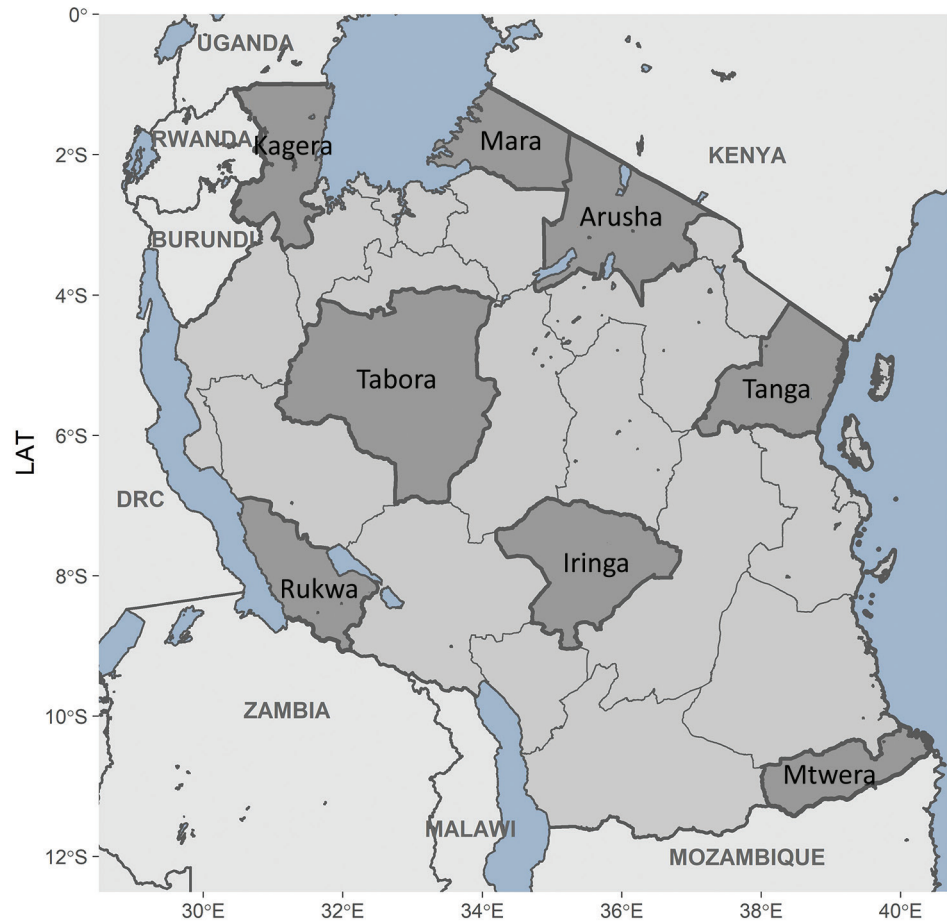 0°
UGANDA
RWANDA
Kagera
Mara
2°S
KENYA
Arusha
BURUNDI
4°S
Tabora
Tanga
6°S
LAT
DRC
Iringa
8°S
Rukwa
ZAMBIA
10°S
Mtwera
MALAWI
MOZAMBIQUE
12°S
30°E
32°E
34°E
36°E
38°E
40°E